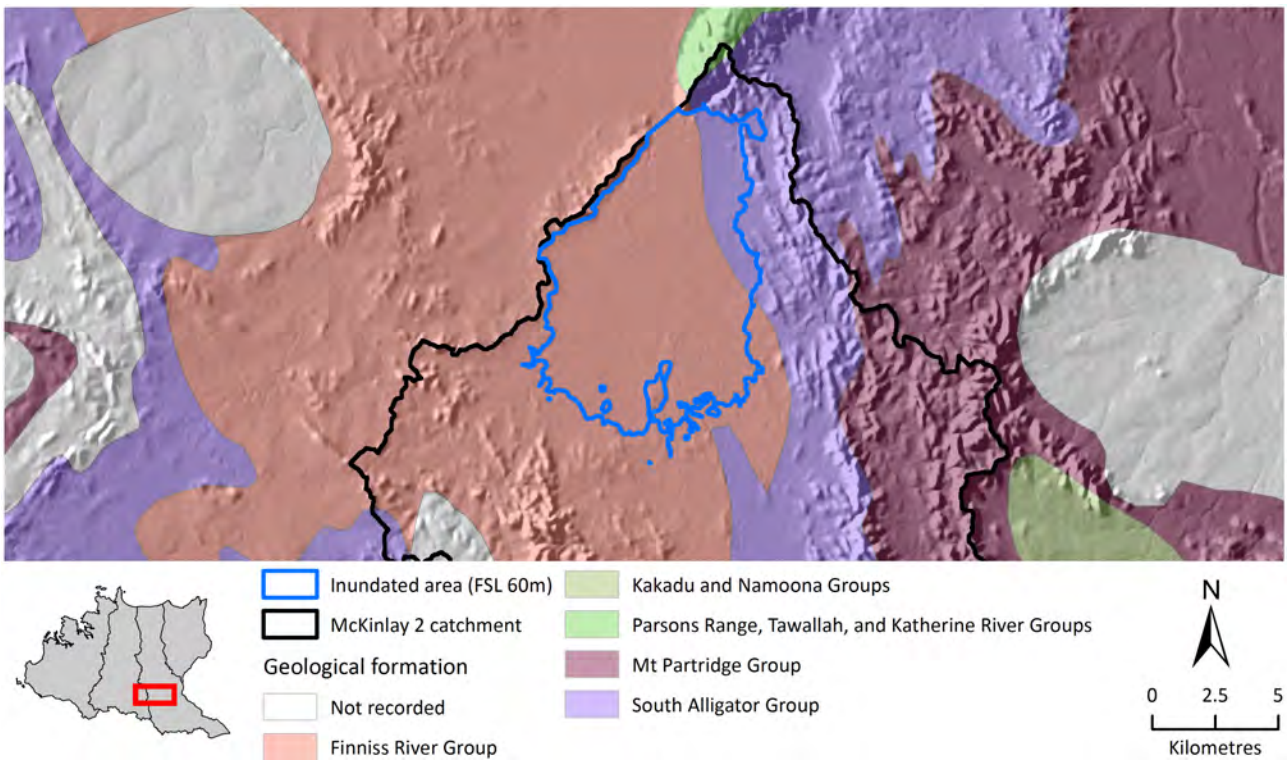 Inundated area (FSL 60m)
McKinlay 2 catchment
Geological formation
Not recorded
Finniss River Group
Kakadu and Namoona Groups
Parsons Range, Tawallah, and Katherine River Groups
Mt Partridge Group
South Alligator Group
N
0 2.5 5
Kilometres